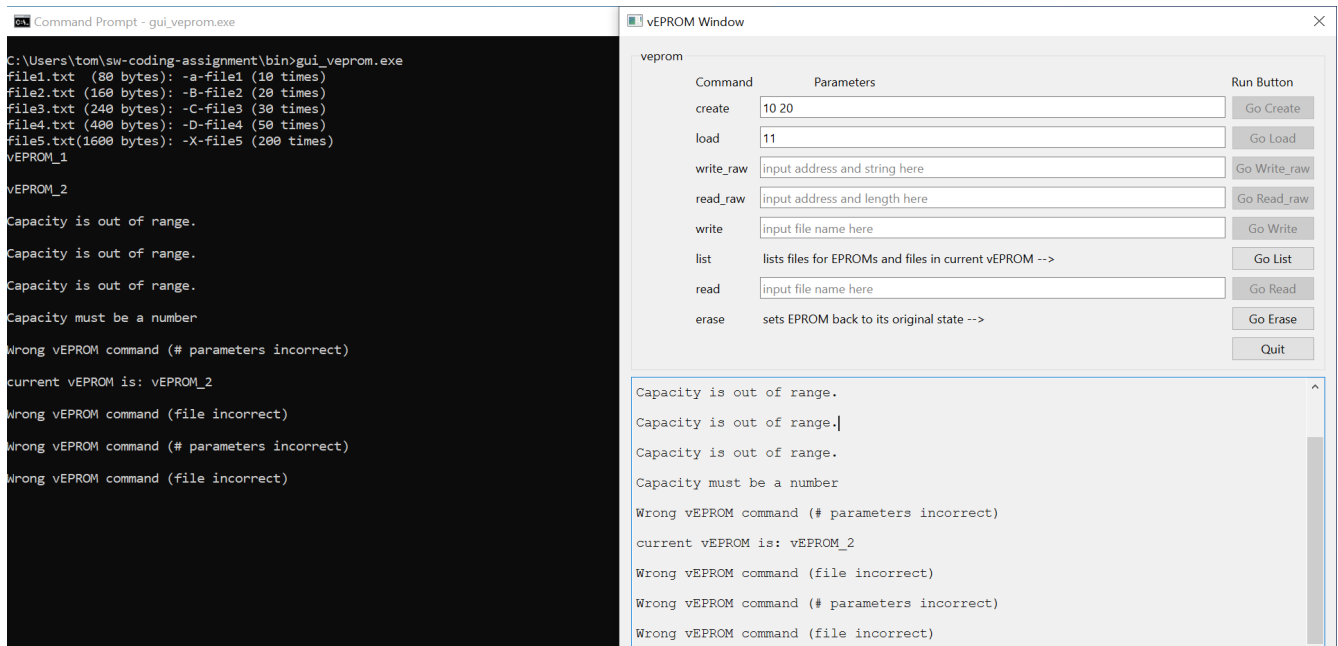 Command Prompt - gui_veprom.exe
C:\Users\tom\sw-coding-assignment\bin>gui_veprom.exe
file1.txt  (80 bytes): -a-file1 (10 times)
file2.txt (160 bytes): -B-file2 (20 times)
file3.txt (240 bytes): -C-file3 (30 times)
file4.txt (400 bytes): -D-file4 (50 times)
file5.txt(1600 bytes): -X-file5 (200 times)
vEPROM_1
vEPROM_2
Capacity is out of range.
Capacity is out of range.
Capacity is out of range.
Capacity must be a number
Wrong vEPROM command (# parameters incorrect)
current vEPROM is: vEPROM_2
Wrong vEPROM command (file incorrect)
Wrong vEPROM command (# parameters incorrect)
Wrong vEPROM command (file incorrect)
vEPROM Window
veprom
Command Parameters Run Button
create 10 20 Go Create
load 11 Go Load
write_raw input address and string here Go Write_raw
read_raw input address and length here Go Read_raw
write input file name here Go Write
list lists files for EPROMs and files in current vEPROM --> Go List
read input file name here Go Read
erase sets EPROM back to its original state --> Go Erase
Quit
Capacity is out of range.
Capacity is out of range.
Capacity is out of range.
Capacity must be a number
Wrong vEPROM command (# parameters incorrect)
current vEPROM is: vEPROM_2
Wrong vEPROM command (file incorrect)
Wrong vEPROM command (# parameters incorrect)
Wrong vEPROM command (file incorrect)